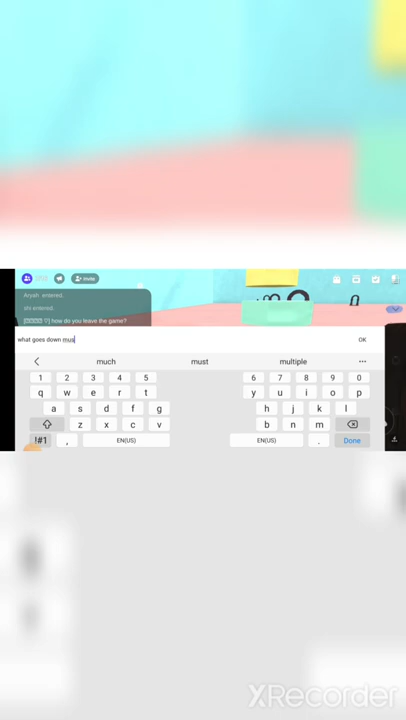 Invite
Aryah entered.
shi entered.
how do you leave the game?
what goes down mus
OK
much must multiple
1 2 3 4 5 6 7 8 9 0
q w e r t y u i o p
a s d f g h j k l
z x c v b n m
!#1 , EN(US) EN(US) . Done
XRecorder